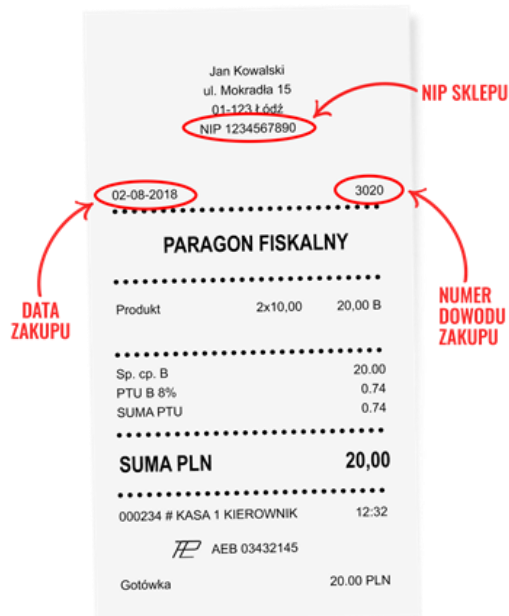 Jan Kowalski
ul. Mokradła 15
01-123 Łódź
NIP 1234567890
NIP SKLEPU
02-08-2018 3020
PARAGON FISKALNY
DATA
ZAKUPU
NUMER
DOWODU
ZAKUPU
Produkt 2x10,00 20,00 B
Sp. cp. B 20.00
PTU B 8% 0.74
SUMA PTU 0.74
SUMA PLN 20,00
000234 # KASA 1 KIEROWNIK 12:32
AEB 03432145
Gotówka 20.00 PLN